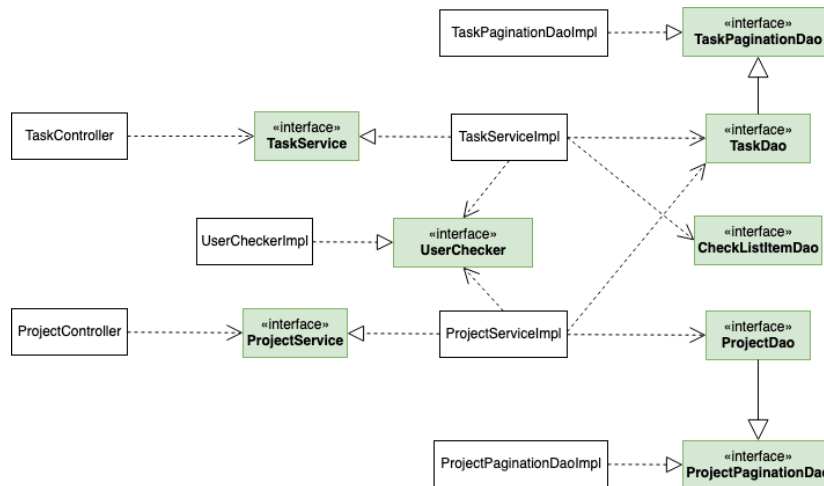 TaskPaginationDaoImpl
«interface»
TaskPaginationDao
TaskController
«interface»
TaskService
TaskServiceImpl
«interface»
TaskDao
UserCheckerImpl
«interface»
UserChecker
«interface»
CheckListItemDao
ProjectController
«interface»
ProjectService
ProjectServiceImpl
«interface»
ProjectDao
ProjectPaginationDaoImpl
«interface»
ProjectPaginationDao